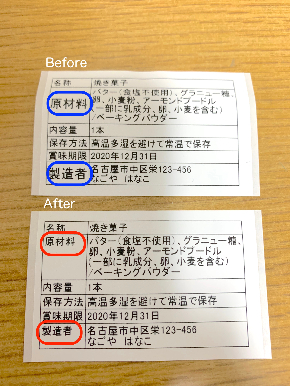 Before
名称 焼き菓子
原材料 バター(食塩不使用)、グラニュー糖、
卵、小麦粉、アーモンドプードル
(一部に乳成分、卵、小麦を含む)
/ベーキングパウダー
内容量 1本
保存方法 高温多湿を避けて常温で保存
賞味期限 2020年12月31日
製造者 名古屋市中区栄123-456
なごや はなこ
After
名称 焼き菓子
原材料 バター(食塩不使用)、グラニュー糖、
卵、小麦粉、アーモンドプードル
(一部に乳成分、卵、小麦を含む)
/ベーキングパウダー
内容量 1本
保存方法 高温多湿を避けて常温で保存
賞味期限 2020年12月31日
製造者 名古屋市中区栄123-456
なごや はなこ